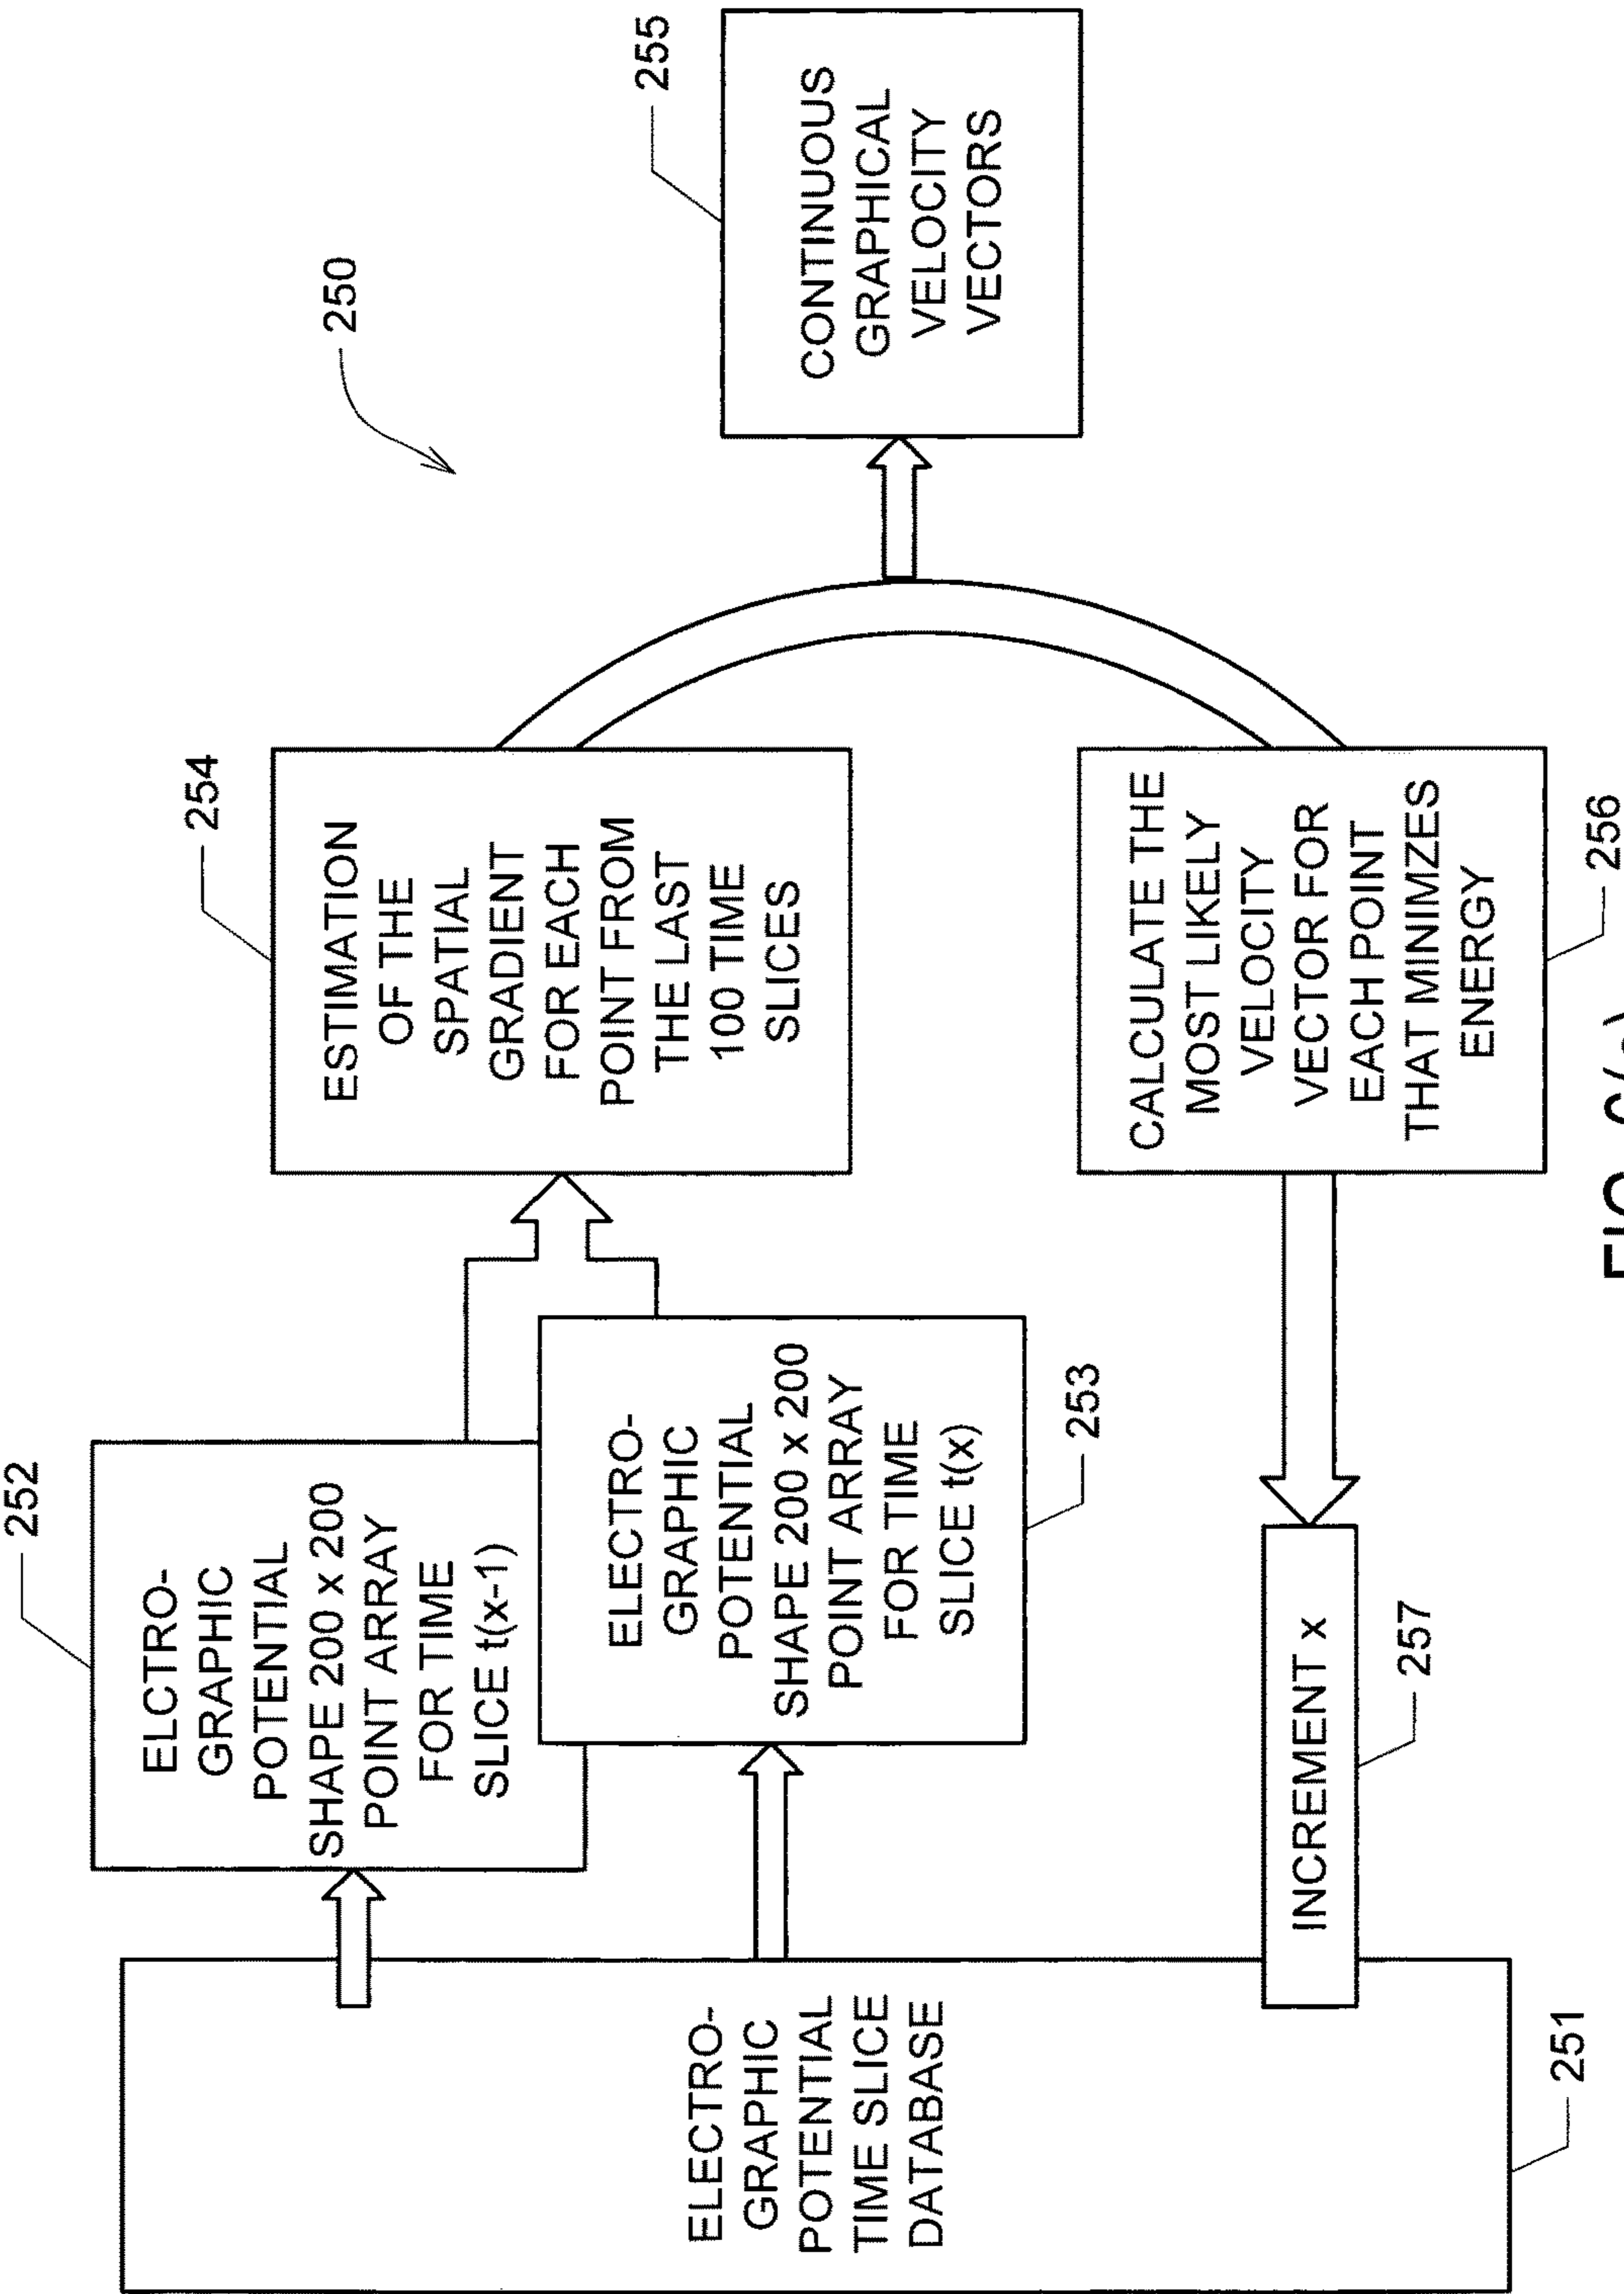 250
251
ELECTRO-
GRAPHIC
POTENTIAL
TIME SLICE
DATABASE
252
ELCTRO-
GRAPHIC
POTENTIAL
SHAPE 200 x 200
POINT ARRAY
FOR TIME
SLICE t(x-1)
ELECTRO-
GRAPHIC
POTENTIAL
SHAPE 200 x 200
POINT ARRAY
FOR TIME
SLICE t(x)
253
254
ESTIMATION
OF THE
SPATIAL
GRADIENT
FOR EACH
POINT FROM
THE LAST
100 TIME
SLICES
255
CONTINUOUS
GRAPHICAL
VELOCITY
VECTORS
CALCULATE THE
MOST LIKELY
VELOCITY
VECTOR FOR
EACH POINT
THAT MINIMIZES
ENERGY
256
INCREMENT x
257
FIG.